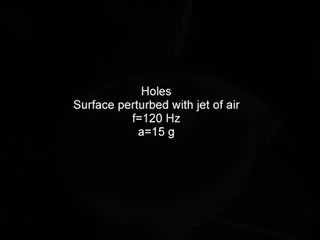 Holes
Surface perturbed with jet of air
f=120 Hz
a=15 g